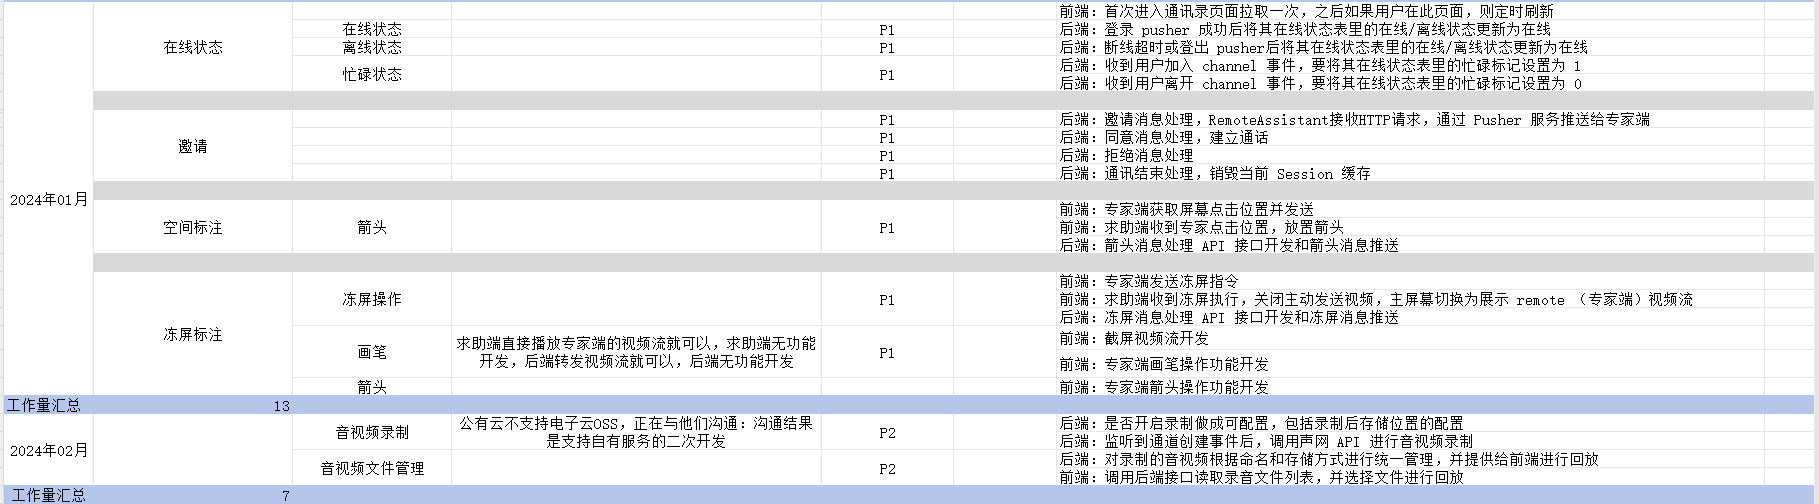 前端：首次进入通讯录页面拉取一次，之后如果用户在此页面，则定时刷新
在线状态
在线状态
P1
后端：登录 pusher 成功后将其在线状态表里的在线/离线状态更新为在线
离线状态
P1
后端：断线超时或登出 pusher后将其在线状态表里的在线/离线状态更新为在线
忙碌状态
P1
后端：收到用户加入 channel 事件，要将其在线状态表里的忙碌标记设置为 1
后端：收到用户离开 channel 事件，要将其在线状态表里的忙碌标记设置为 0
2024年01月
邀请
P1
后端：邀请消息处理，RemoteAssistant接收HTTP请求，通过 Pusher 服务推送给专家端
P1
后端：同意消息处理，建立通话
P1
后端：拒绝消息处理
P1
后端：通讯结束处理，销毁当前 Session 缓存
空间标注
箭头
P1
前端：专家端获取屏幕点击位置并发送
前端：求助端收到专家点击位置，放置箭头
后端：箭头消息处理 API 接口开发和箭头消息推送
冻屏标注
冻屏操作
P1
前端：专家端发送冻屏指令
前端：求助端收到冻屏执行，关闭主动发送视频，主屏幕切换为展示 remote （专家端）视频流
后端：冻屏消息处理 API 接口开发和冻屏消息推送
画笔
求助端直接播放专家端的视频流就可以，求助端无功能
开发，后端转发视频流就可以，后端无功能开发
P1
前端：截屏视频流开发
前端：专家端画笔操作功能开发
箭头
前端：专家端箭头操作功能开发
工作量汇总
13
2024年02月
音视频录制
公有云不支持电子云OSS，正在与他们沟通：沟通结果
是支持自有服务的二次开发
P2
后端：是否开启录制做成可配置，包括录制后存储位置的配置
后端：监听到通道创建事件后，调用声网 API 进行音视频录制
音视频文件管理
P2
后端：对录制的音视频根据命名和存储方式进行统一管理，并提供给前端进行回放
前端：调用后端接口读取录音文件列表，并选择文件进行回放
工作量汇总
7